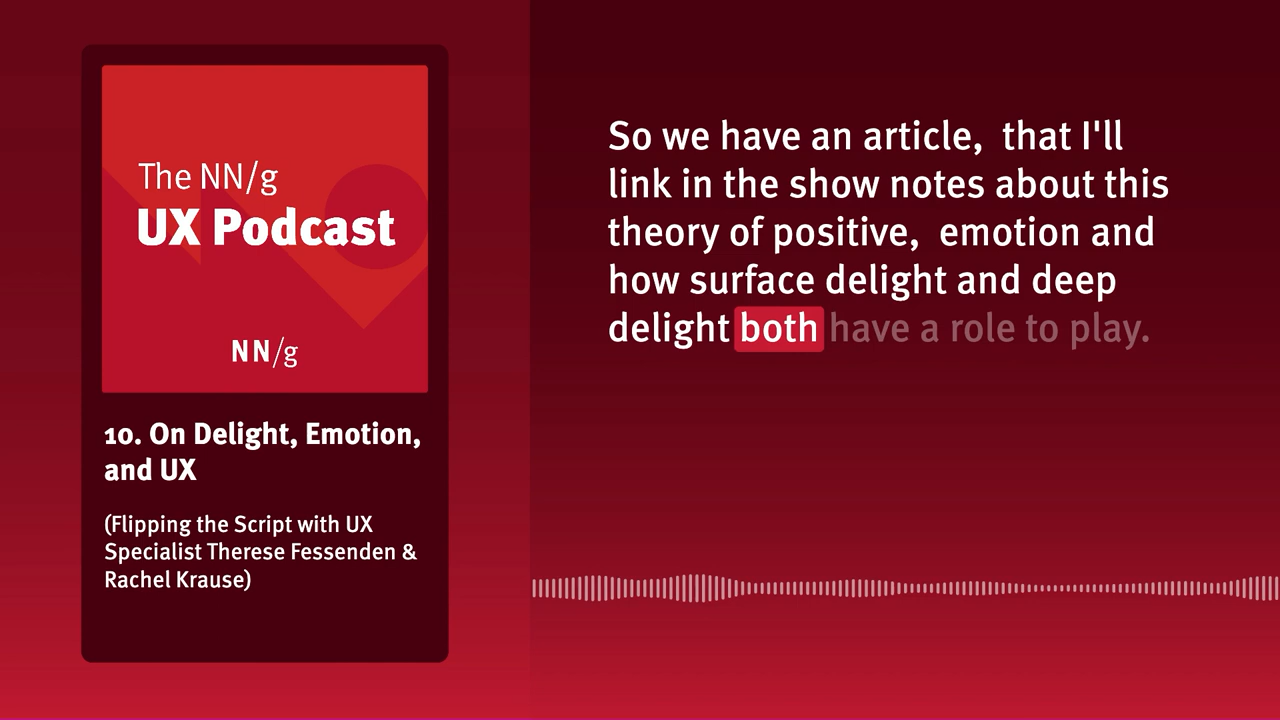 The NN/g
UX Podcast
NN/g
10. On Delight, Emotion,
and UX
(Flipping the Script with UX
Specialist Therese Fessenden &
Rachel Krause)
So we have an article,  that I'll
link in the show notes about this
theory of positive,  emotion and
how surface delight and deep
delight both have a role to play.